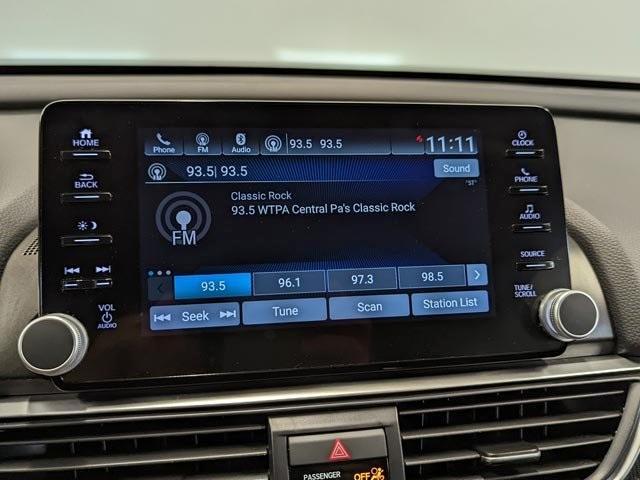 HOME
BACK
VOL
AUDIO
Phone
FM
Audio
93.5 93.5
11:11
93.5| 93.5
Sound
"ST"
Classic Rock
93.5 WTPA Central Pa's Classic Rock
FM
93.5
96.1
97.3
98.5
Seek
Tune
Scan
Station List
CLOCK
PHONE
AUDIO
SOURCE
TUNE/
SCROLL
PASSENGER
OFF